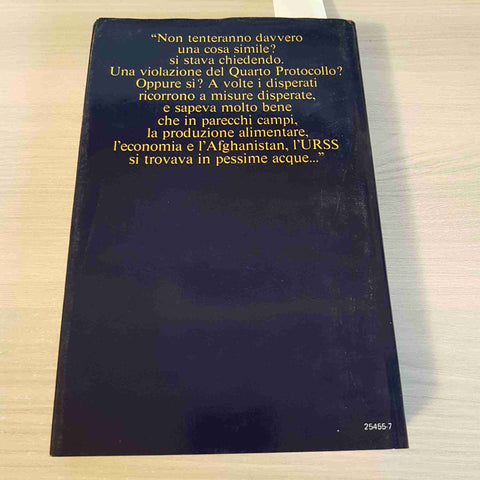 “Non tenteranno davvero
una cosa simile?
si stava chiedendo.
Una violazione del Quarto Protocollo?
Oppure sì? A volte i disperati
ricorrono a misure disperate,
e sapeva molto bene
che in parecchi campi,
la produzione alimentare,
l’economia e l’Afghanistan, l’URSS
si trovava in pessime acque...”
25455-7